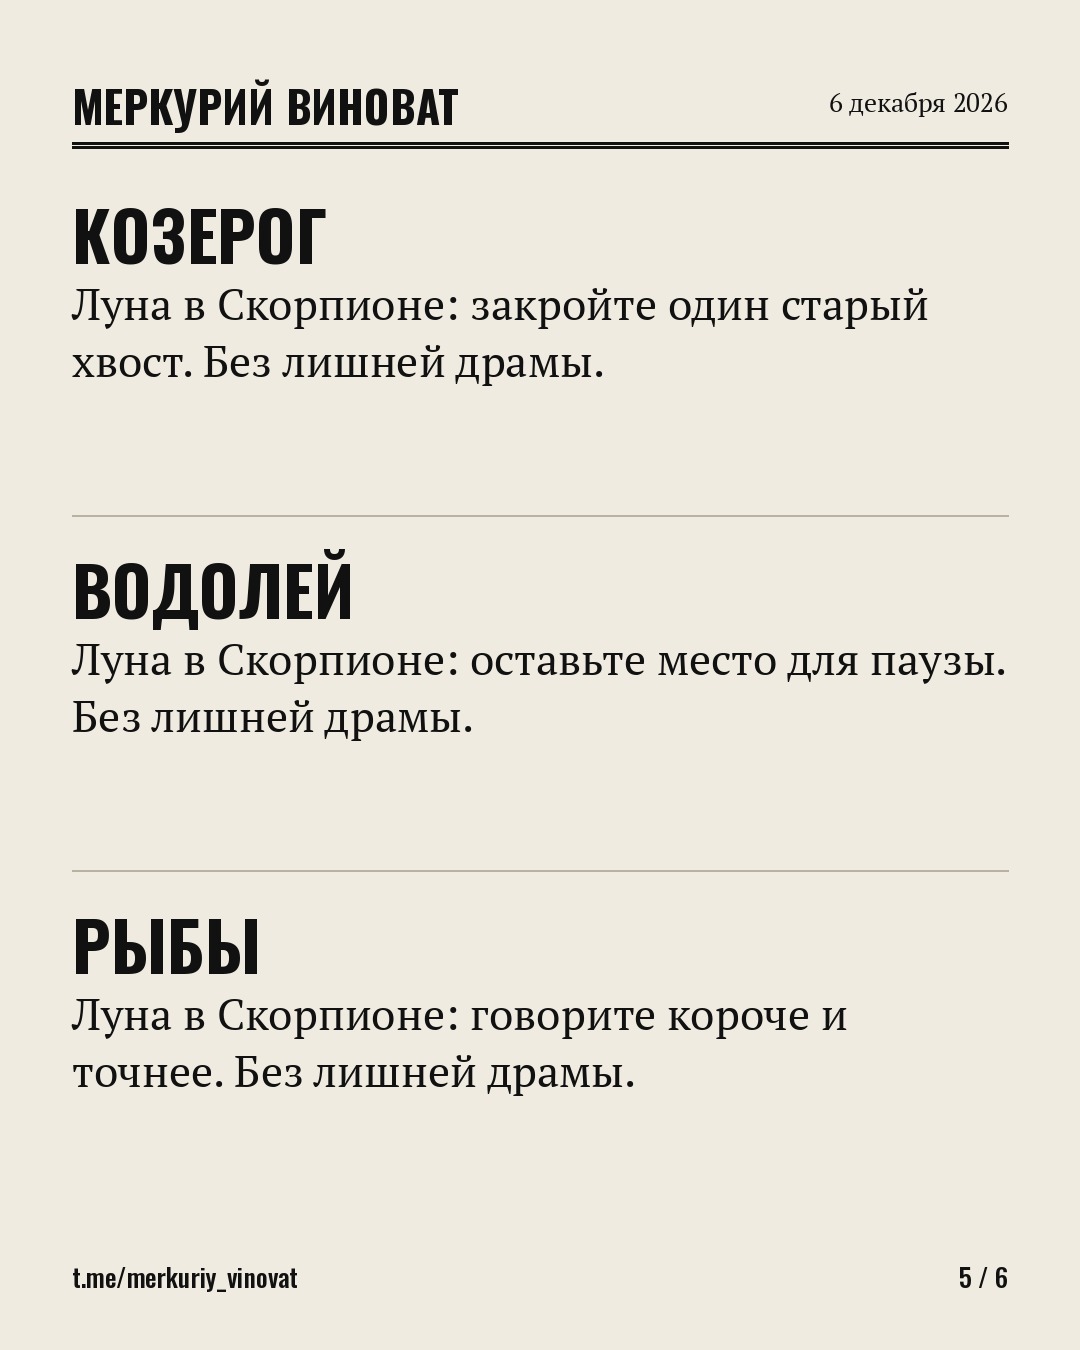 МЕРКУРИЙ ВИНОВАТ
6 декабря 2026
КОЗЕРОГ
Луна в Скорпионе: закройте один старый
хвост. Без лишней драмы.
ВОДОЛЕЙ
Луна в Скорпионе: оставьте место для паузы.
Без лишней драмы.
РЫБЫ
Луна в Скорпионе: говорите короче и
точнее. Без лишней драмы.
t.me/merkuriy_vinovat
5 / 6